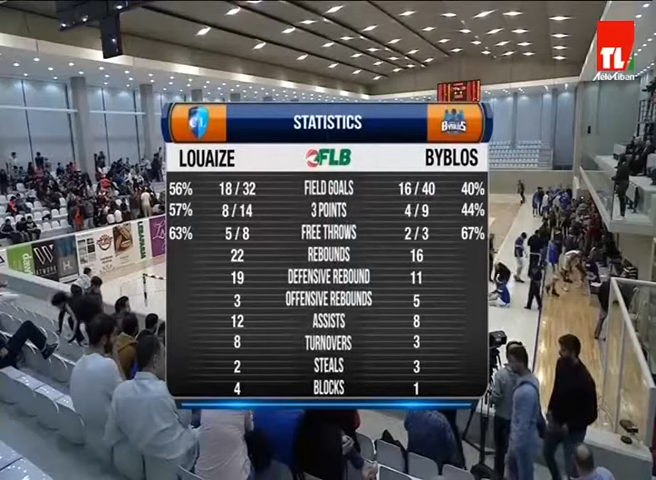 TL
Télé Liban
STATISTICS
BYBLOS
LOUAIZE FLB BYBLOS
56% 18 / 32 FIELD GOALS 16 / 40 40%
57% 8 / 14 3 POINTS 4 / 9 44%
63% 5 / 8 FREE THROWS 2 / 3 67%
22 REBOUNDS 16
19 DEFENSIVE REBOUND 11
3 OFFENSIVE REBOUNDS 5
12 ASSISTS 8
8 TURNOVERS 3
2 STEALS 3
4 BLOCKS 1
W